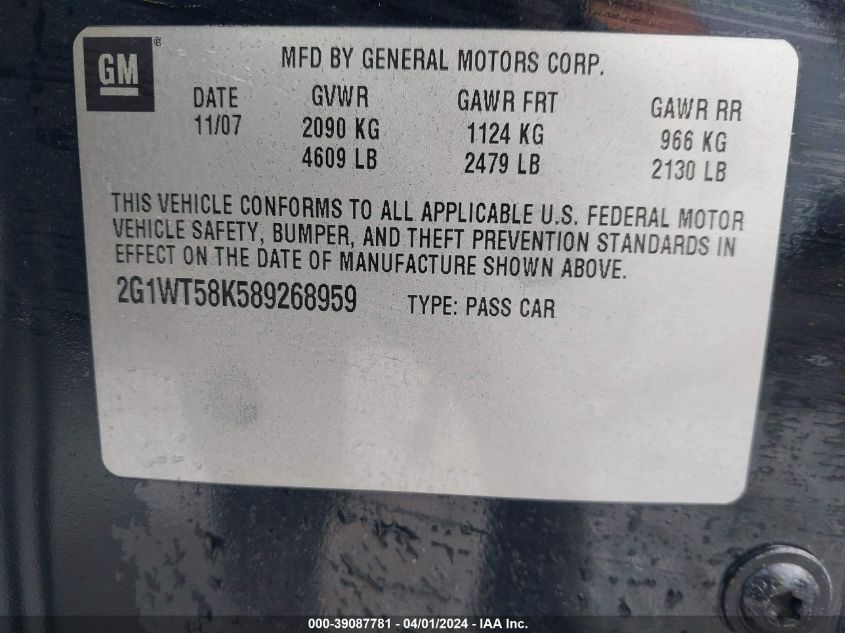 GM®
MFD BY GENERAL MOTORS CORP.
DATE GVWR GAWR FRT GAWR RR
11/07 2090 KG 1124 KG 966 KG
4609 LB 2479 LB 2130 LB
THIS VEHICLE CONFORMS TO ALL APPLICABLE U.S. FEDERAL MOTOR
VEHICLE SAFETY, BUMPER, AND THEFT PREVENTION STANDARDS IN
EFFECT ON THE DATE OF MANUFACTURE SHOWN ABOVE.
2G1WT58K589268959 TYPE: PASS CAR
000-39087781 - 04/01/2024 - IAA Inc.